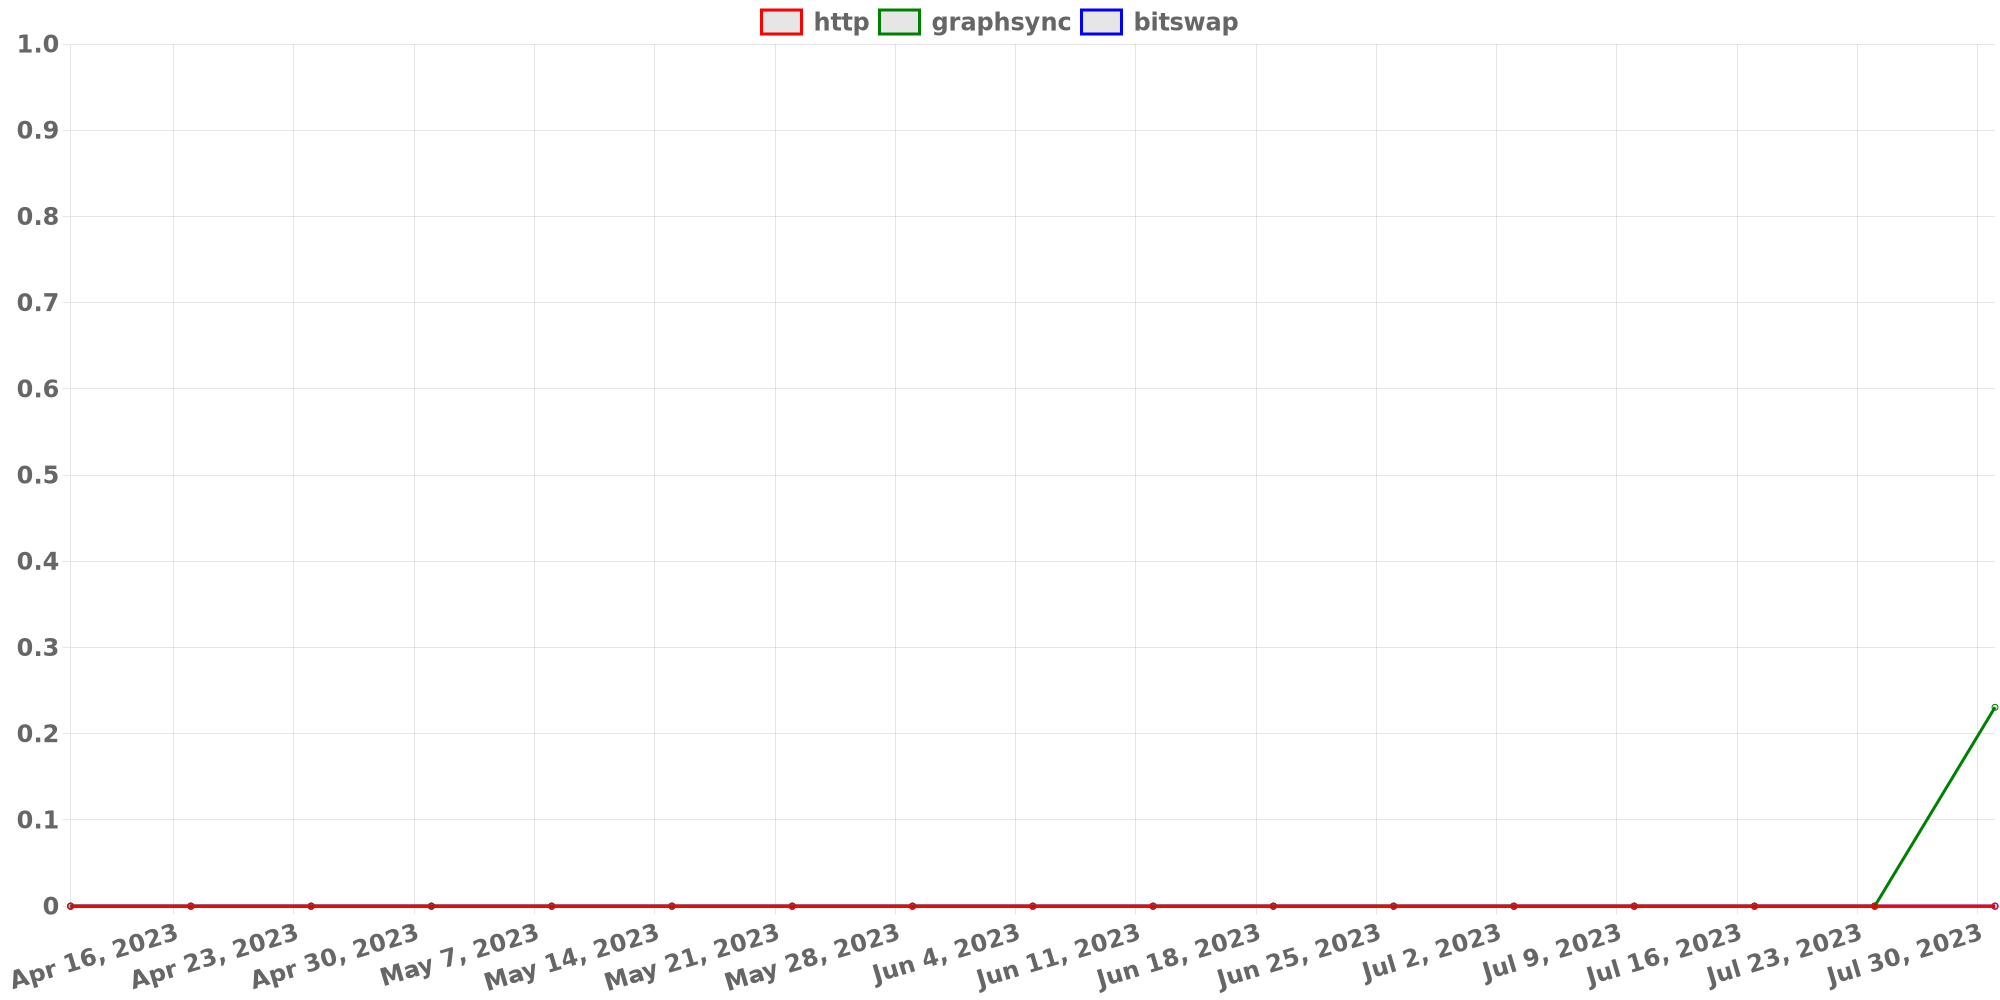 http graphsync bitswap
1.0
0.9
0.8
0.7
0.6
0.5
0.4
0.3
0.2
0.1
0
Apr 16, 2023
Apr 23, 2023
Apr 30, 2023
May 7, 2023
May 14, 2023
May 21, 2023
May 28, 2023
Jun 4, 2023
Jun 11, 2023
Jun 18, 2023
Jun 25, 2023
Jul 2, 2023
Jul 9, 2023
Jul 16, 2023
Jul 23, 2023
Jul 30, 2023